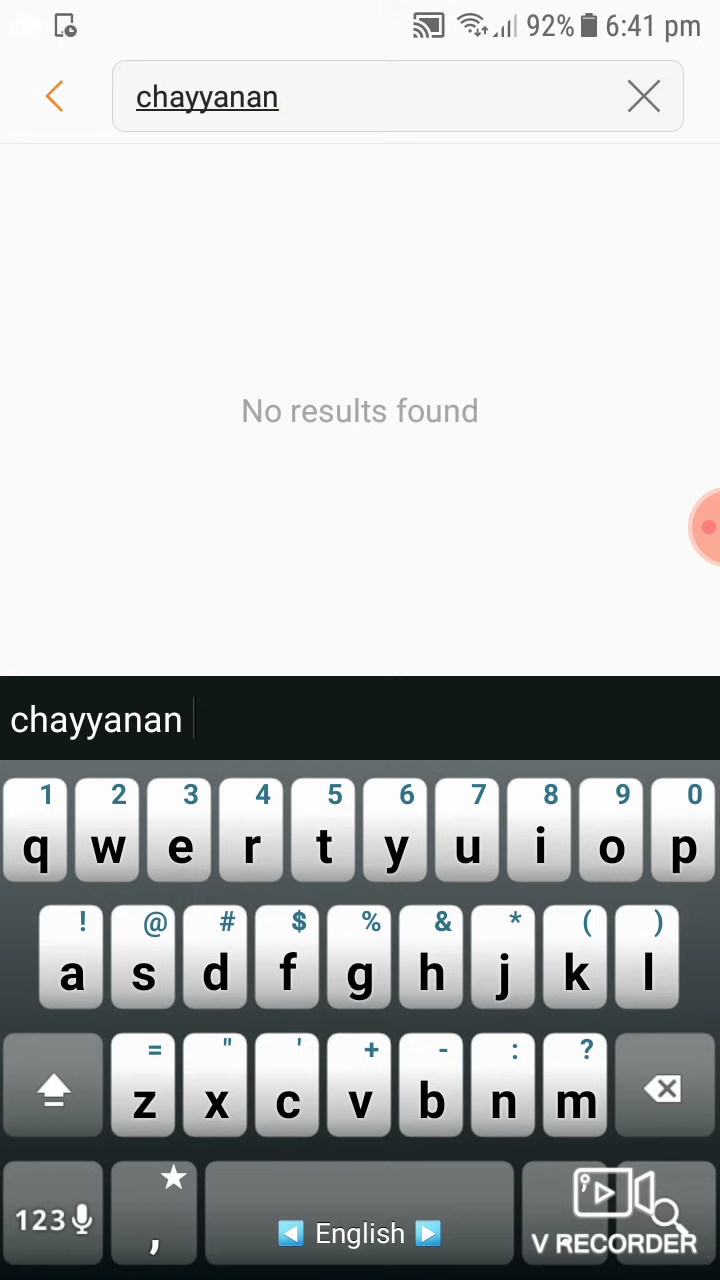 92% 6:41 pm
chayyanan
No results found
chayyanan
1 2 3 4 5 6 7 8 9 0
q w e r t y u i o p
! @ # $ % & * ( )
a s d f g h j k l
= " ' + - : ?
z x c v b n m
123 , English
V RECORDER